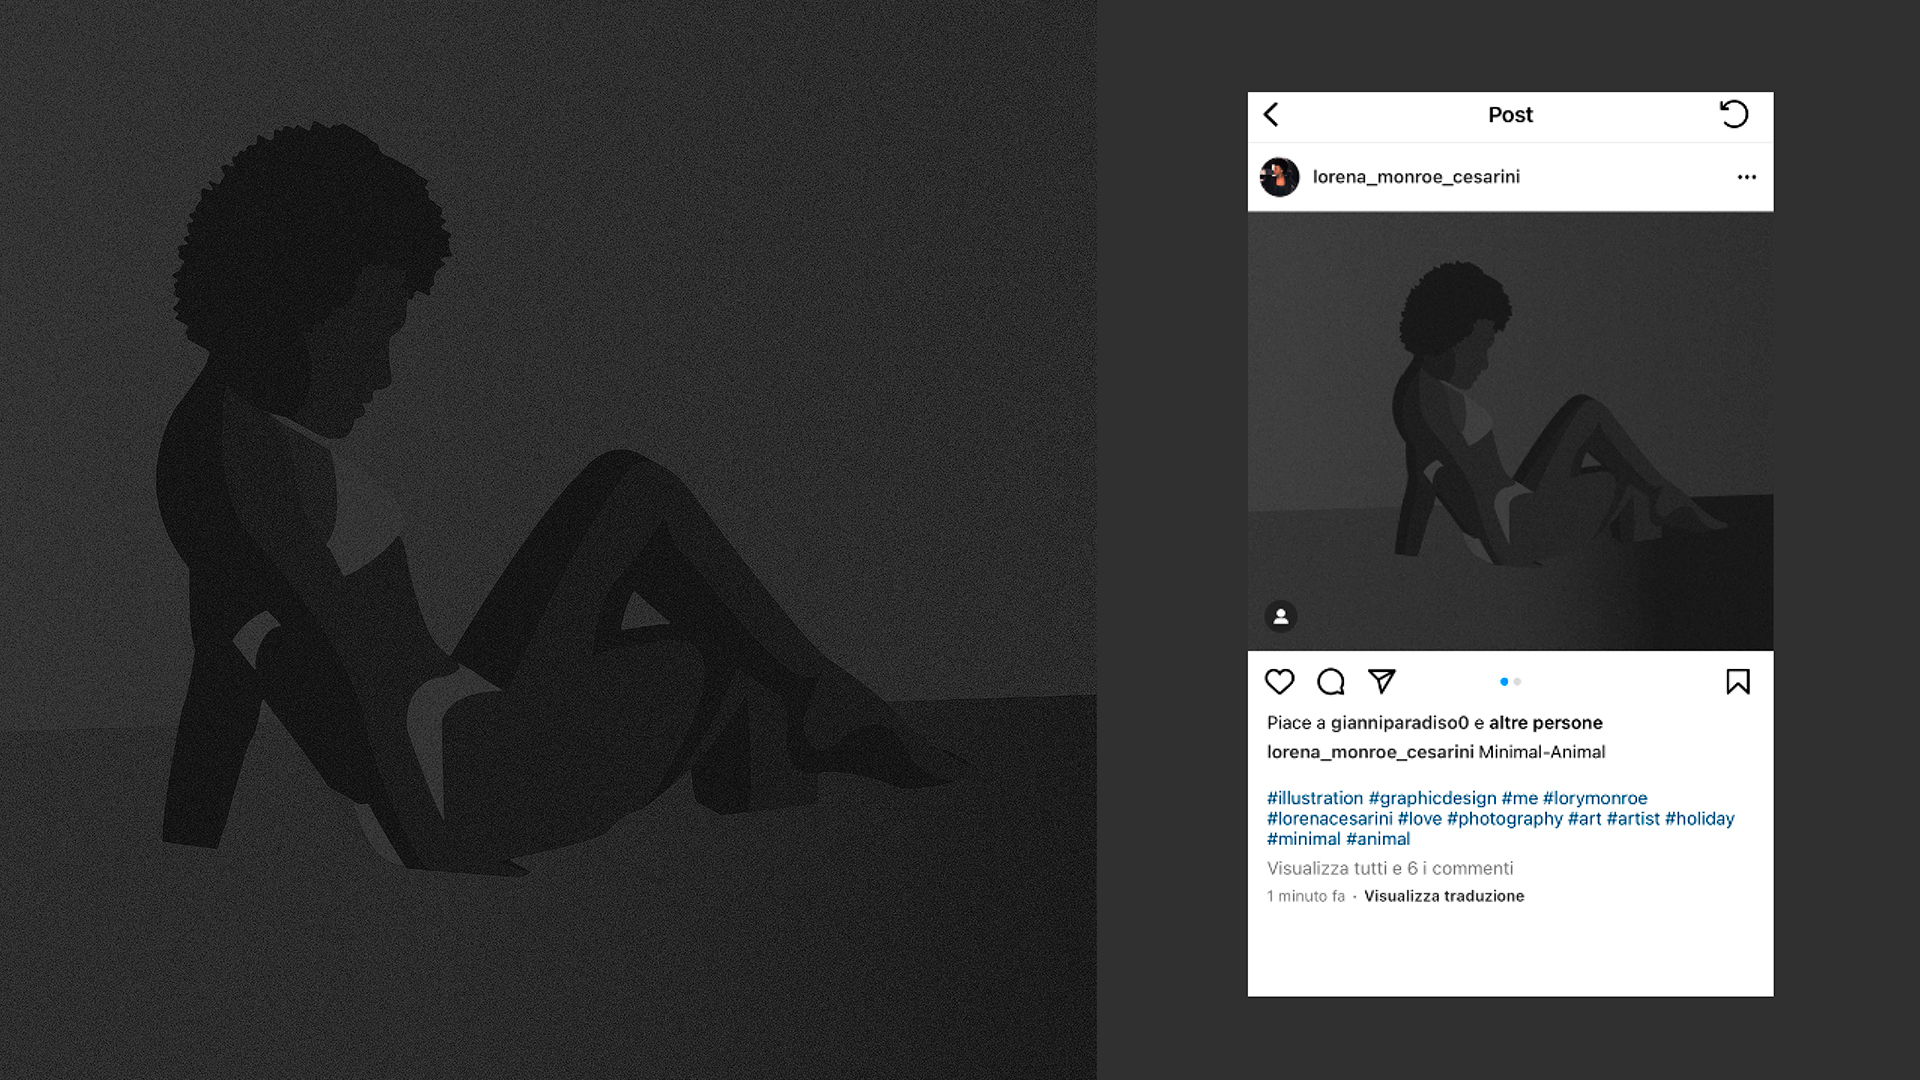 Post
lorena_monroe_cesarini
Piace a gianniparadiso0 e altre persone
lorena_monroe_cesarini Minimal-Animal
#illustration #graphicdesign #me #lorymonroe
#lorenacesarini #love #photography #art #artist #holiday
#minimal #animal
Visualizza tutti e 6 i commenti
1 minuto fa · Visualizza traduzione